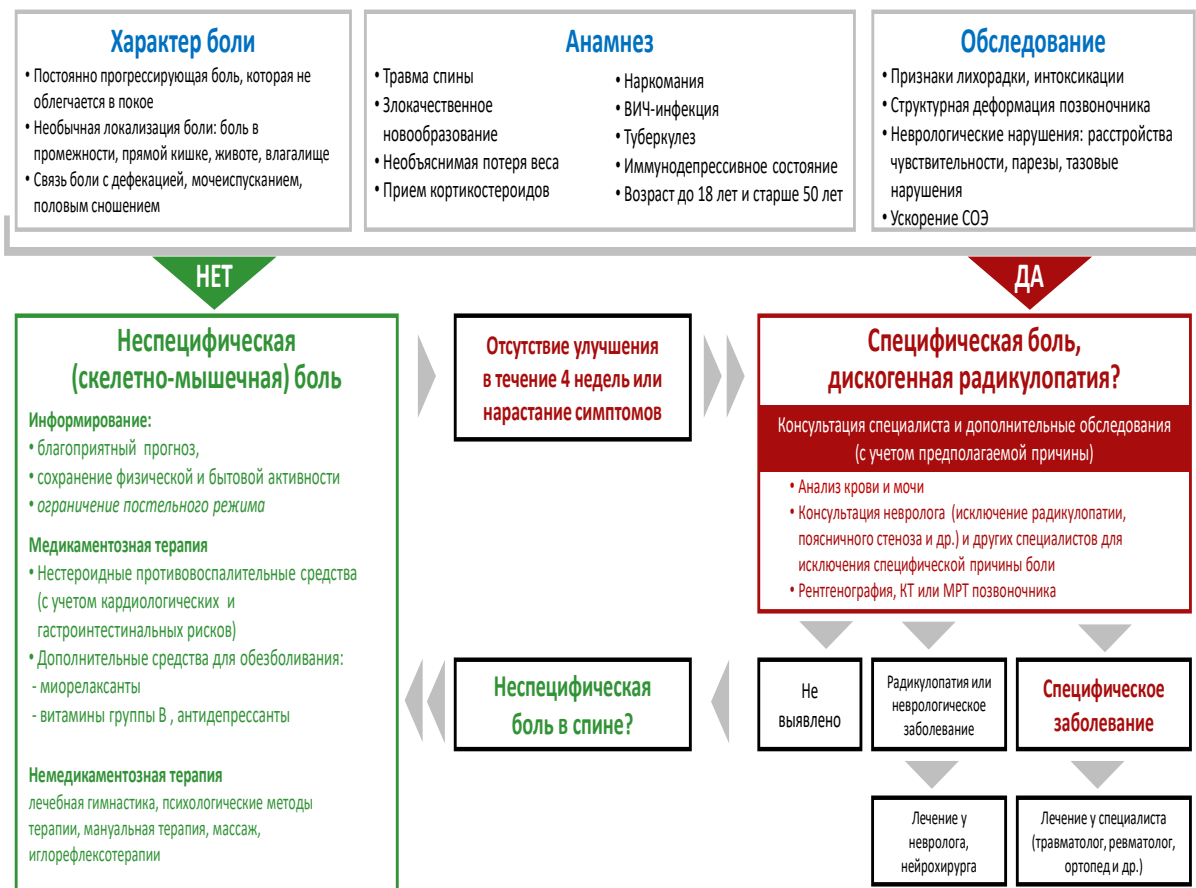 Характер боли
• Постоянно прогрессирующая боль, которая не
облегчается в покое
• Необычная локализация боли: боль в
промежности, прямой кишке, животе, влагалище
• Связь боли с дефекацией, мочеиспусканием,
половым сношением
Анамнез
• Травма спины
• Злокачественное
новообразование
• Необъяснимая потеря веса
• Прием кортикостероидов
• Наркомания
• ВИЧ-инфекция
• Туберкулез
• Иммунодепрессивное состояние
• Возраст до 18 лет и старше 50 лет
Обследование
• Признаки лихорадки, интоксикации
• Структурная деформация позвоночника
• Неврологические нарушения: расстройства
чувствительности, парезы, тазовые
нарушения
• Ускорение СОЭ
НЕТ
ДА
Неспецифическая
(скелетно-мышечная) боль
Информирование:
• благоприятный прогноз,
• сохранение физической и бытовой активности
• ограничение постельного режима
Медикаментозная терапия
• Нестероидные противовоспалительные средства
(с учетом кардиологических и
гастроинтестинальных рисков)
• Дополнительные средства для обезболивания:
- миорелаксанты
- витамины группы В , антидепрессанты
Немедикаментозная терапия
лечебная гимнастика, психологические методы
терапии, мануальная терапия, массаж,
иглорефлексотерапии
Отсутствие улучшения
в течение 4 недель или
нарастание симптомов
Специфическая боль,
дискогенная радикулопатия?
Консультация специалиста и дополнительные обследования
(с учетом предполагаемой причины)
• Анализ крови и мочи
• Консультация невролога (исключение радикулопатии,
поясничного стеноза и др.) и других специалистов для
исключения специфической причины боли
• Рентгенография, КТ или МРТ позвоночника
Неспецифическая
боль в спине?
Не
выявлено
Радикулопатия или
неврологическое
заболевание
Специфическое
заболевание
Лечение у
невролога,
нейрохирурга
Лечение у специалиста
(травматолог, ревматолог,
ортопед и др.)